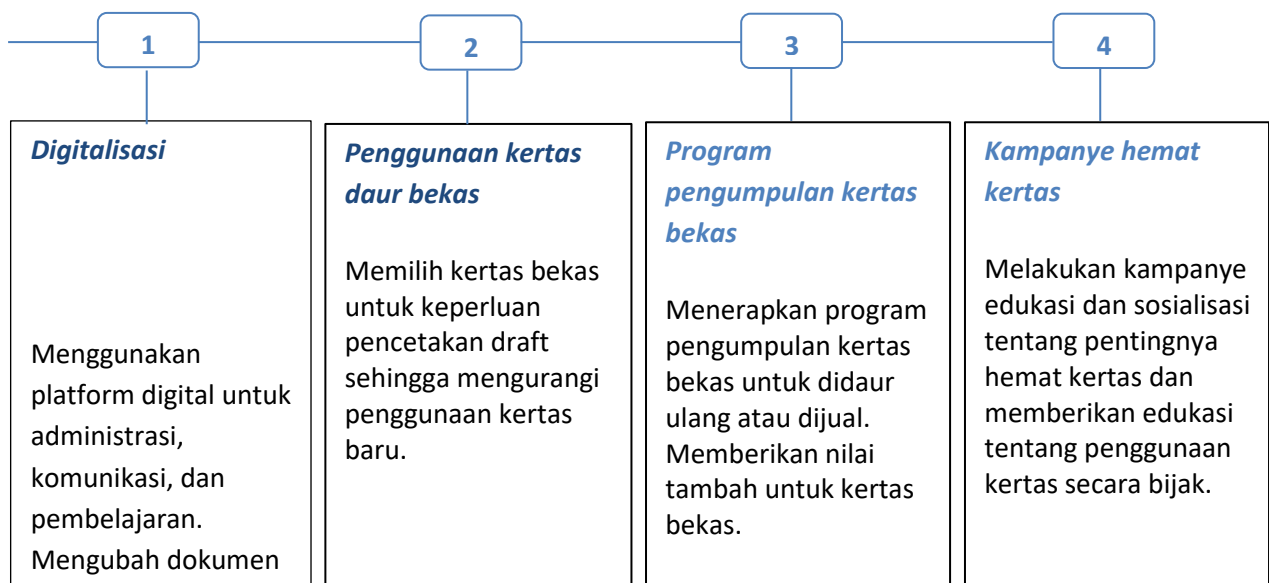 1
2
3
4
Digitalisasi
Menggunakan
platform digital untuk
administrasi,
komunikasi, dan
pembelajaran.
Mengubah dokumen
Penggunaan kertas
daur bekas
Memilih kertas bekas
untuk keperluan
pencetakan draft
sehingga mengurangi
penggunaan kertas
baru.
Program
pengumpulan kertas
bekas
Menerapkan program
pengumpulan kertas
bekas untuk didaur
ulang atau dijual.
Memberikan nilai
tambah untuk kertas
bekas.
Kampanye hemat
kertas
Melakukan kampanye
edukasi dan sosialisasi
tentang pentingnya
hemat kertas dan
memberikan edukasi
tentang penggunaan
kertas secara bijak.